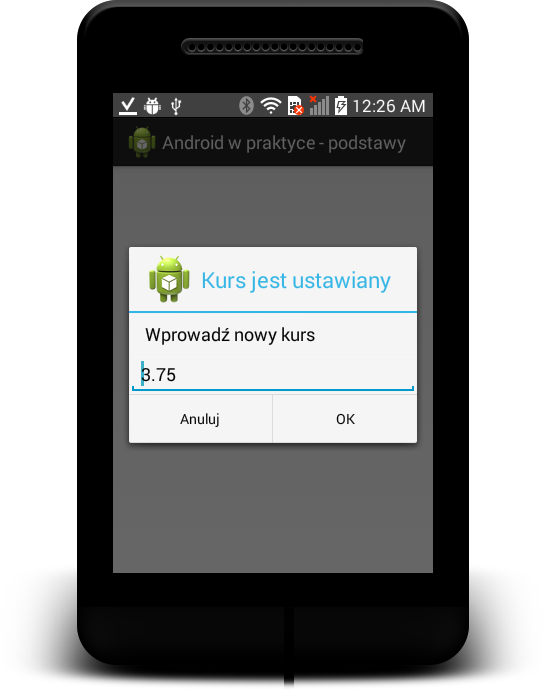 12:26 AM
Android w praktyce - podstawy
Kurs jest ustawiany
Wprowadź nowy kurs
3.75
Anuluj OK